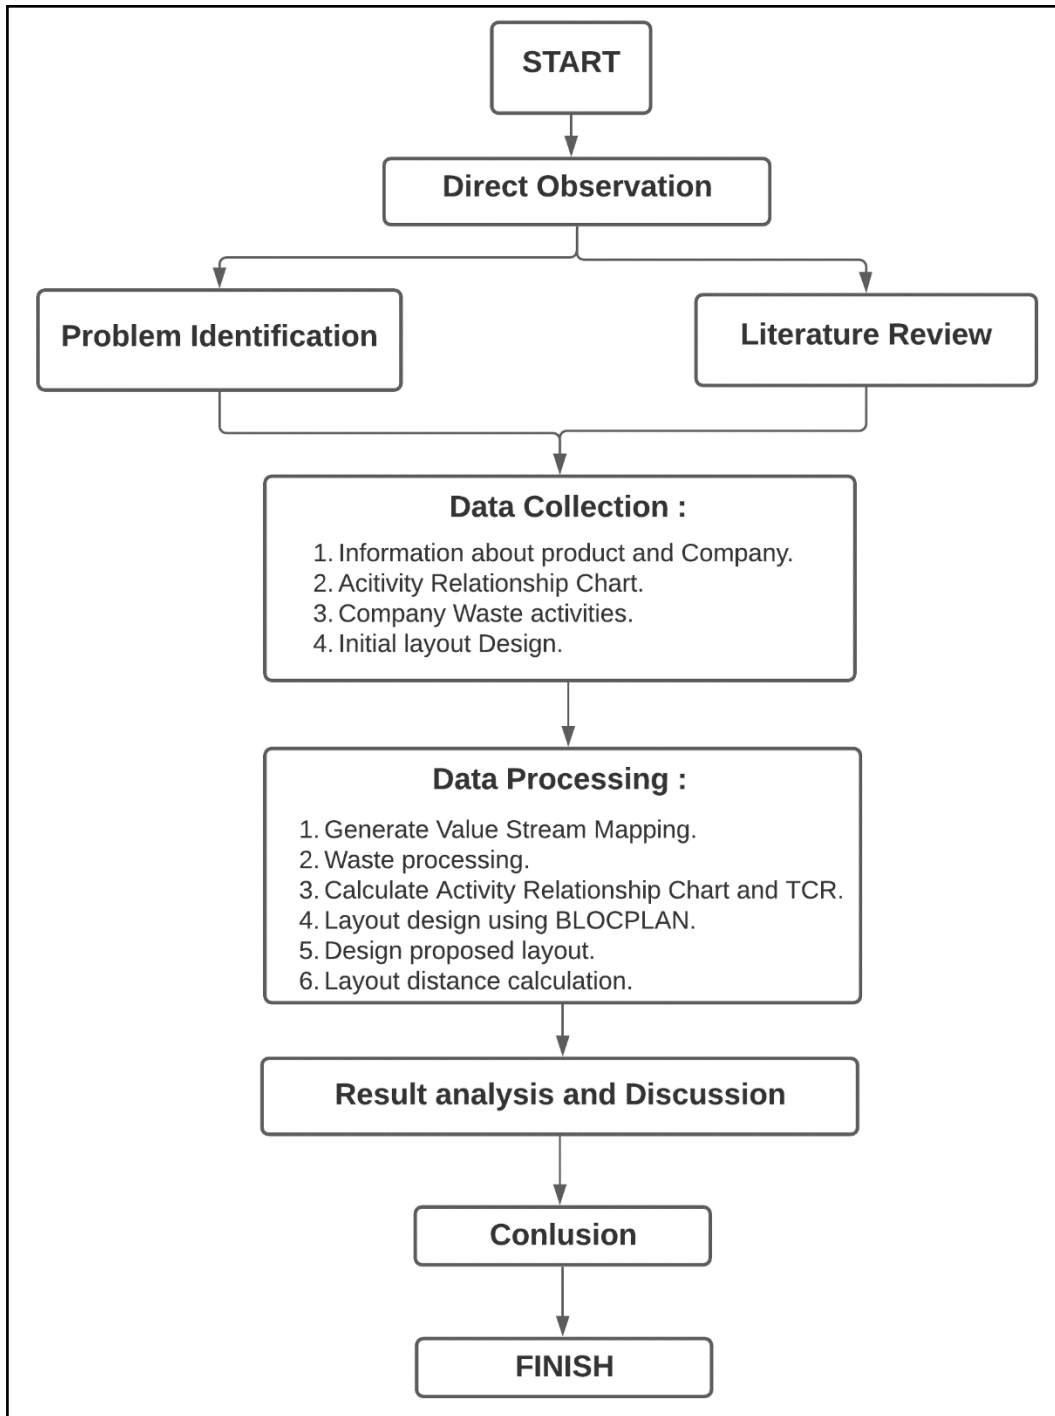 START
Direct Observation
Problem Identification
Literature Review
Data Collection :
1. Information about product and Company.
2. Acitivity Relationship Chart.
3. Company Waste activities.
4. Initial layout Design.
Data Processing :
1. Generate Value Stream Mapping.
2. Waste processing.
3. Calculate Activity Relationship Chart and TCR.
4. Layout design using BLOCPLAN.
5. Design proposed layout.
6. Layout distance calculation.
Result analysis and Discussion
Conlusion
FINISH